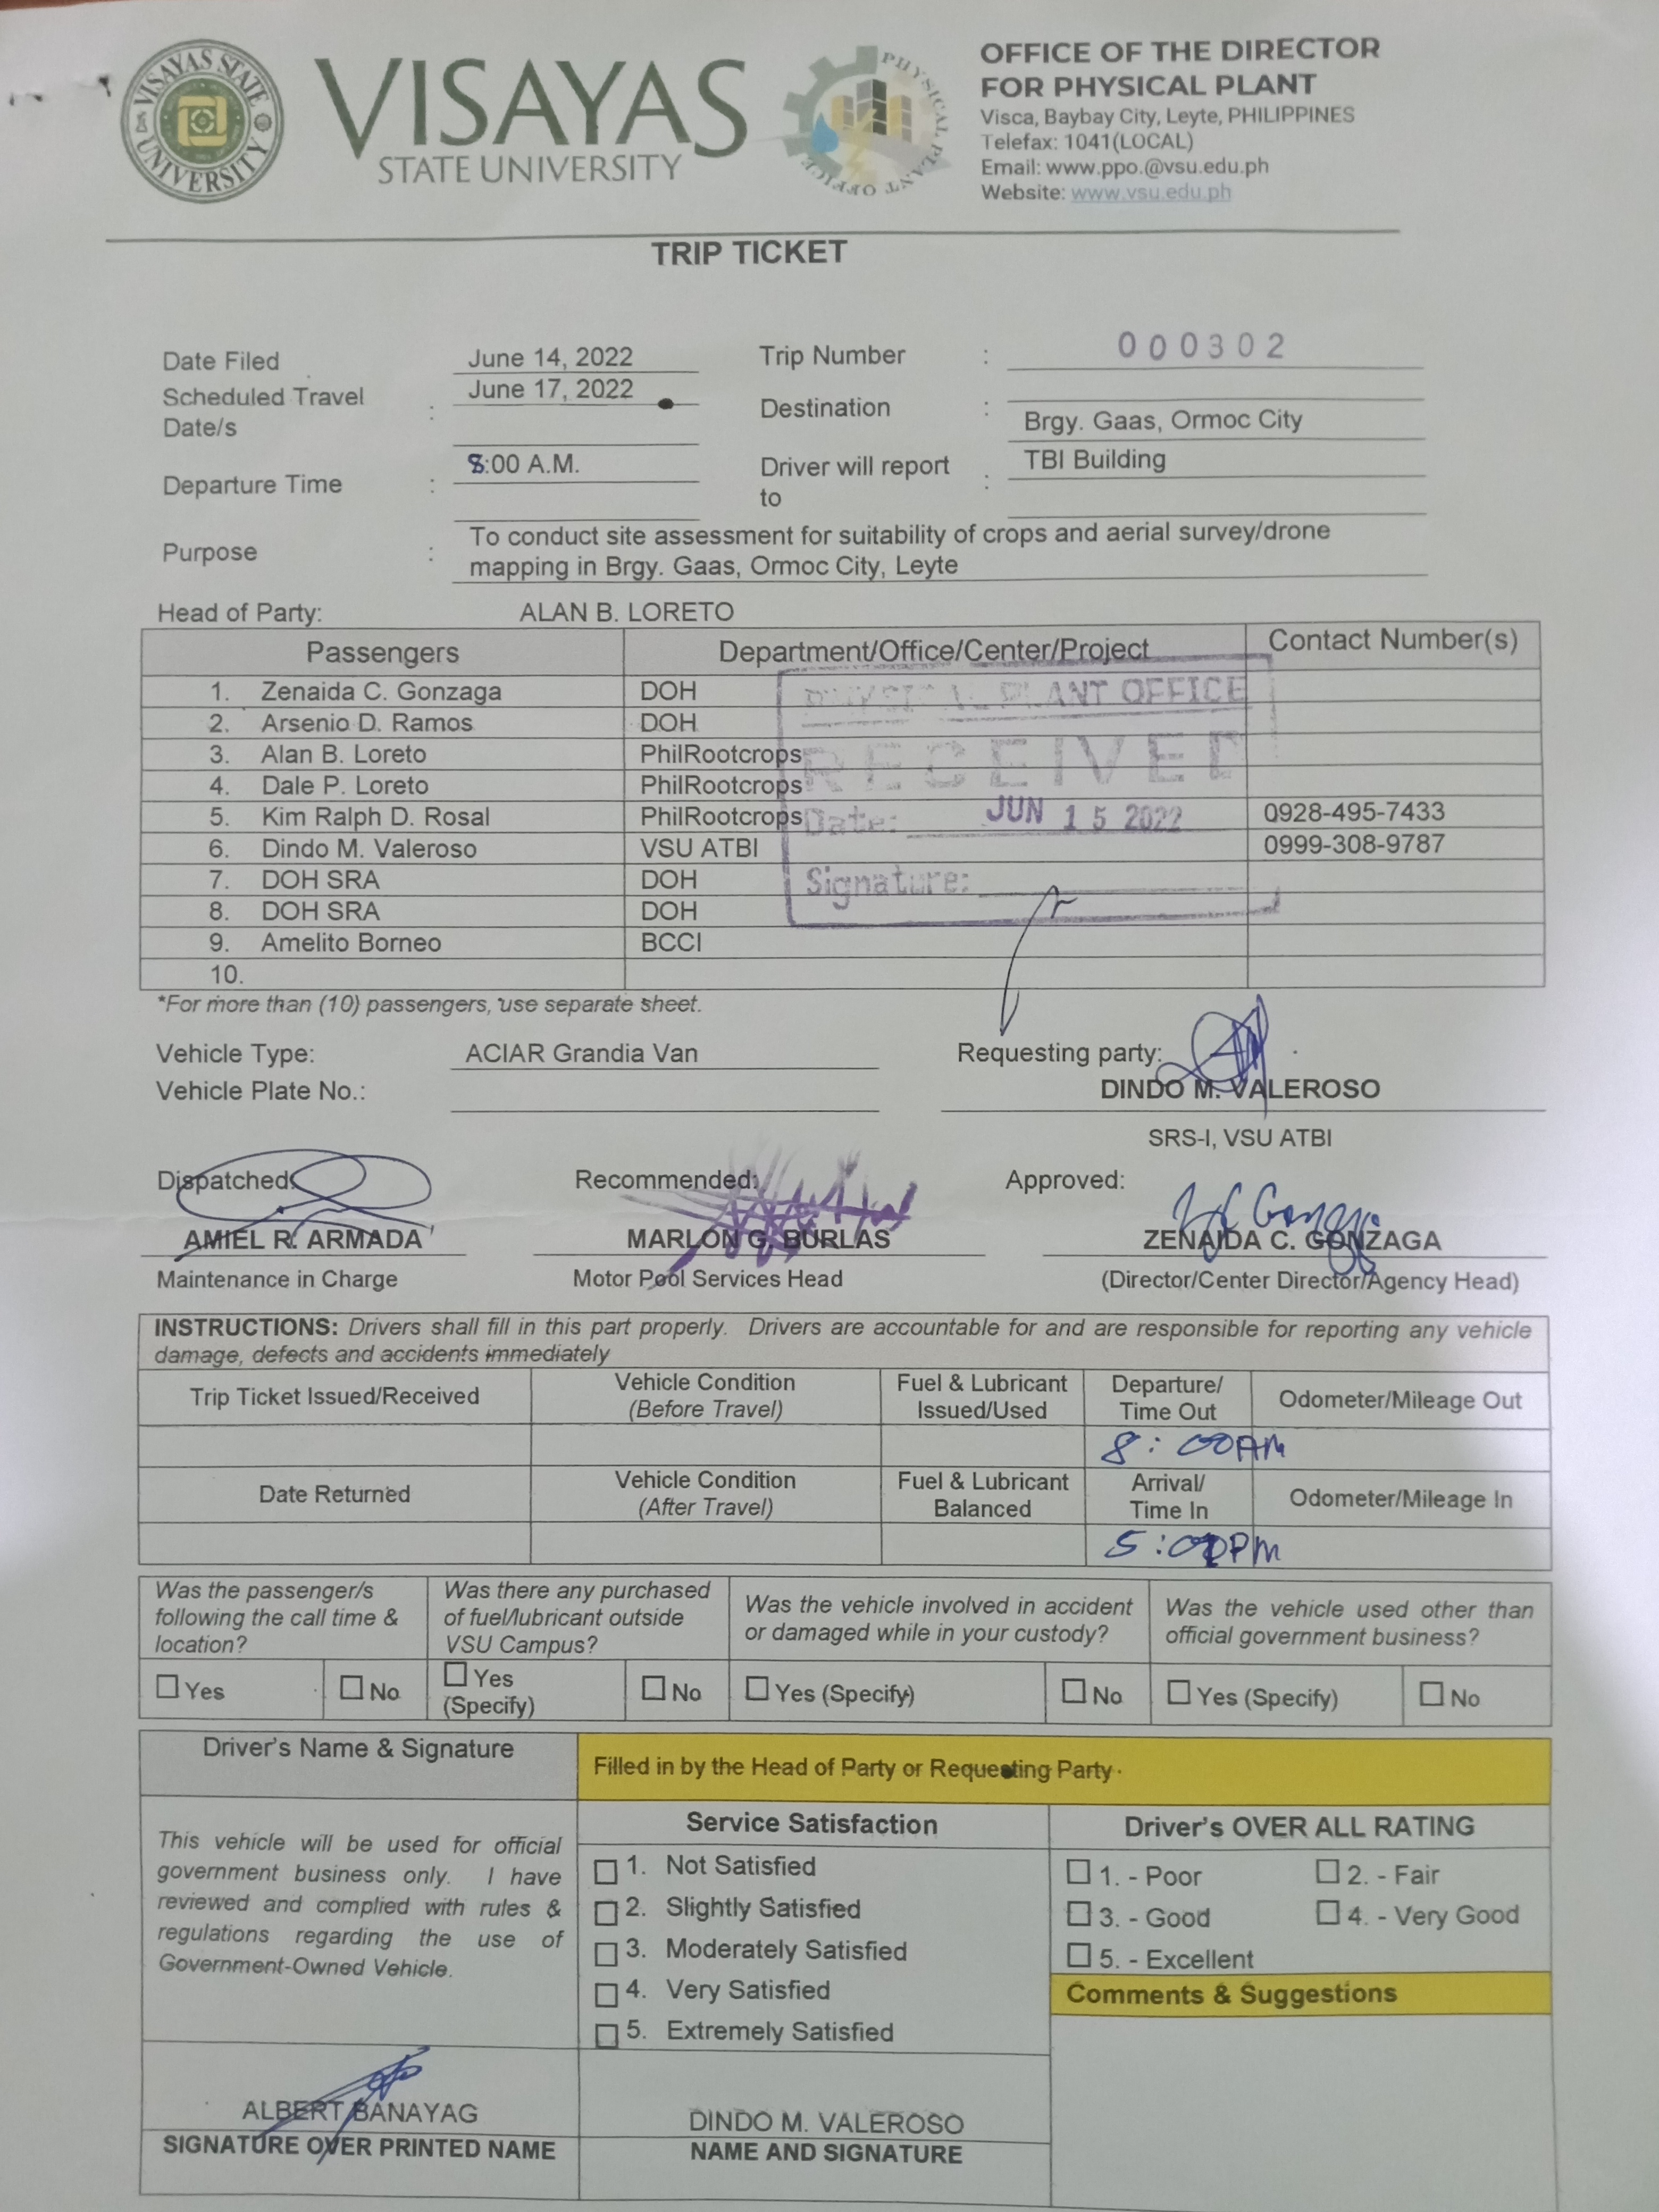 VISAYAS STATE UNIVERSITY
VISAYAS
STATE UNIVERSITY
PHYSICAL PLANT OFFICE
OFFICE OF THE DIRECTOR
FOR PHYSICAL PLANT
Visca, Baybay City, Leyte, PHILIPPINES
Telefax: 1041(LOCAL)
Email: www.ppo.@vsu.edu.ph
Website: www.vsu.edu.ph
TRIP TICKET
Date Filed June 14, 2022 Trip Number : 000302
Scheduled Travel Date/s : June 17, 2022 Destination : Brgy. Gaas, Ormoc City
Departure Time : 8:00 A.M. Driver will report to : TBI Building
Purpose : To conduct site assessment for suitability of crops and aerial survey/drone
mapping in Brgy. Gaas, Ormoc City, Leyte
Head of Party: ALAN B. LORETO
Passengers Department/Office/Center/Project Contact Number(s)
1. Zenaida C. Gonzaga DOH
2. Arsenio D. Ramos DOH
3. Alan B. Loreto PhilRootcrops
4. Dale P. Loreto PhilRootcrops
5. Kim Ralph D. Rosal PhilRootcrops 0928-495-7433
6. Dindo M. Valeroso VSU ATBI 0999-308-9787
7. DOH SRA DOH
8. DOH SRA DOH
9. Amelito Borneo BCCI
10.
PHYSICAL PLANT OFFICE
RECEIVED
Date: JUN 15 2022
Signature:
*For more than (10) passengers, use separate sheet.
Vehicle Type: ACIAR Grandia Van Requesting party:
Vehicle Plate No.: DINDO M. VALEROSO
SRS-I, VSU ATBI
Dispatched: Recommended: Approved:
AMIEL R. ARMADA MARLON G. BURLAS ZENAIDA C. GONZAGA
Maintenance in Charge Motor Pool Services Head (Director/Center Director/Agency Head)
INSTRUCTIONS: Drivers shall fill in this part properly. Drivers are accountable for and are responsible for reporting any vehicle
damage, defects and accidents immediately
Trip Ticket Issued/Received Vehicle Condition (Before Travel) Fuel & Lubricant Issued/Used Departure/ Time Out Odometer/Mileage Out
8:00AM
Date Returned Vehicle Condition (After Travel) Fuel & Lubricant Balanced Arrival/ Time In Odometer/Mileage In
5:00PM
Was the passenger/s following the call time & location? Was there any purchased of fuel/lubricant outside VSU Campus? Was the vehicle involved in accident or damaged while in your custody? Was the vehicle used other than official government business?
Yes No Yes (Specify) No Yes (Specify) No Yes (Specify) No
Driver's Name & Signature Filled in by the Head of Party or Requesting Party
This vehicle will be used for official
government business only. I have
reviewed and complied with rules &
regulations regarding the use of
Government-Owned Vehicle.
Service Satisfaction
1. Not Satisfied
2. Slightly Satisfied
3. Moderately Satisfied
4. Very Satisfied
5. Extremely Satisfied
Driver's OVER ALL RATING
1. - Poor 2. - Fair
3. - Good 4. - Very Good
5. - Excellent
Comments & Suggestions
ALBERT BANAYAG DINDO M. VALEROSO
SIGNATURE OVER PRINTED NAME NAME AND SIGNATURE